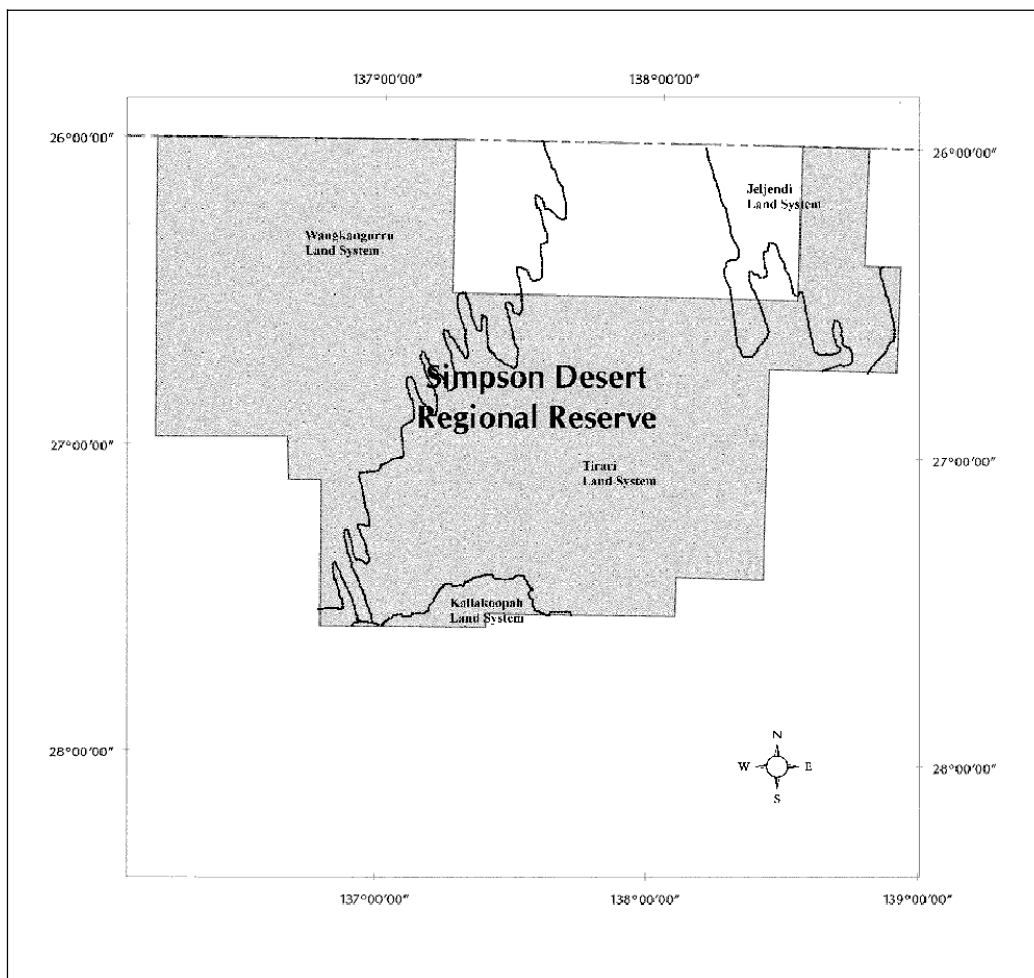 137°00'00"
138°00'00"
26°00'00"
26°00'00"
Jeljendi
Land System
Wangkangurru
Land System
Simpson Desert
Regional Reserve
27°00'00"
27°00'00"
Tirari
Land System
Kallakoopah
Land System
N
W
E
S
28°00'00"
28°00'00"
137°00'00"
138°00'00"
139°00'00"